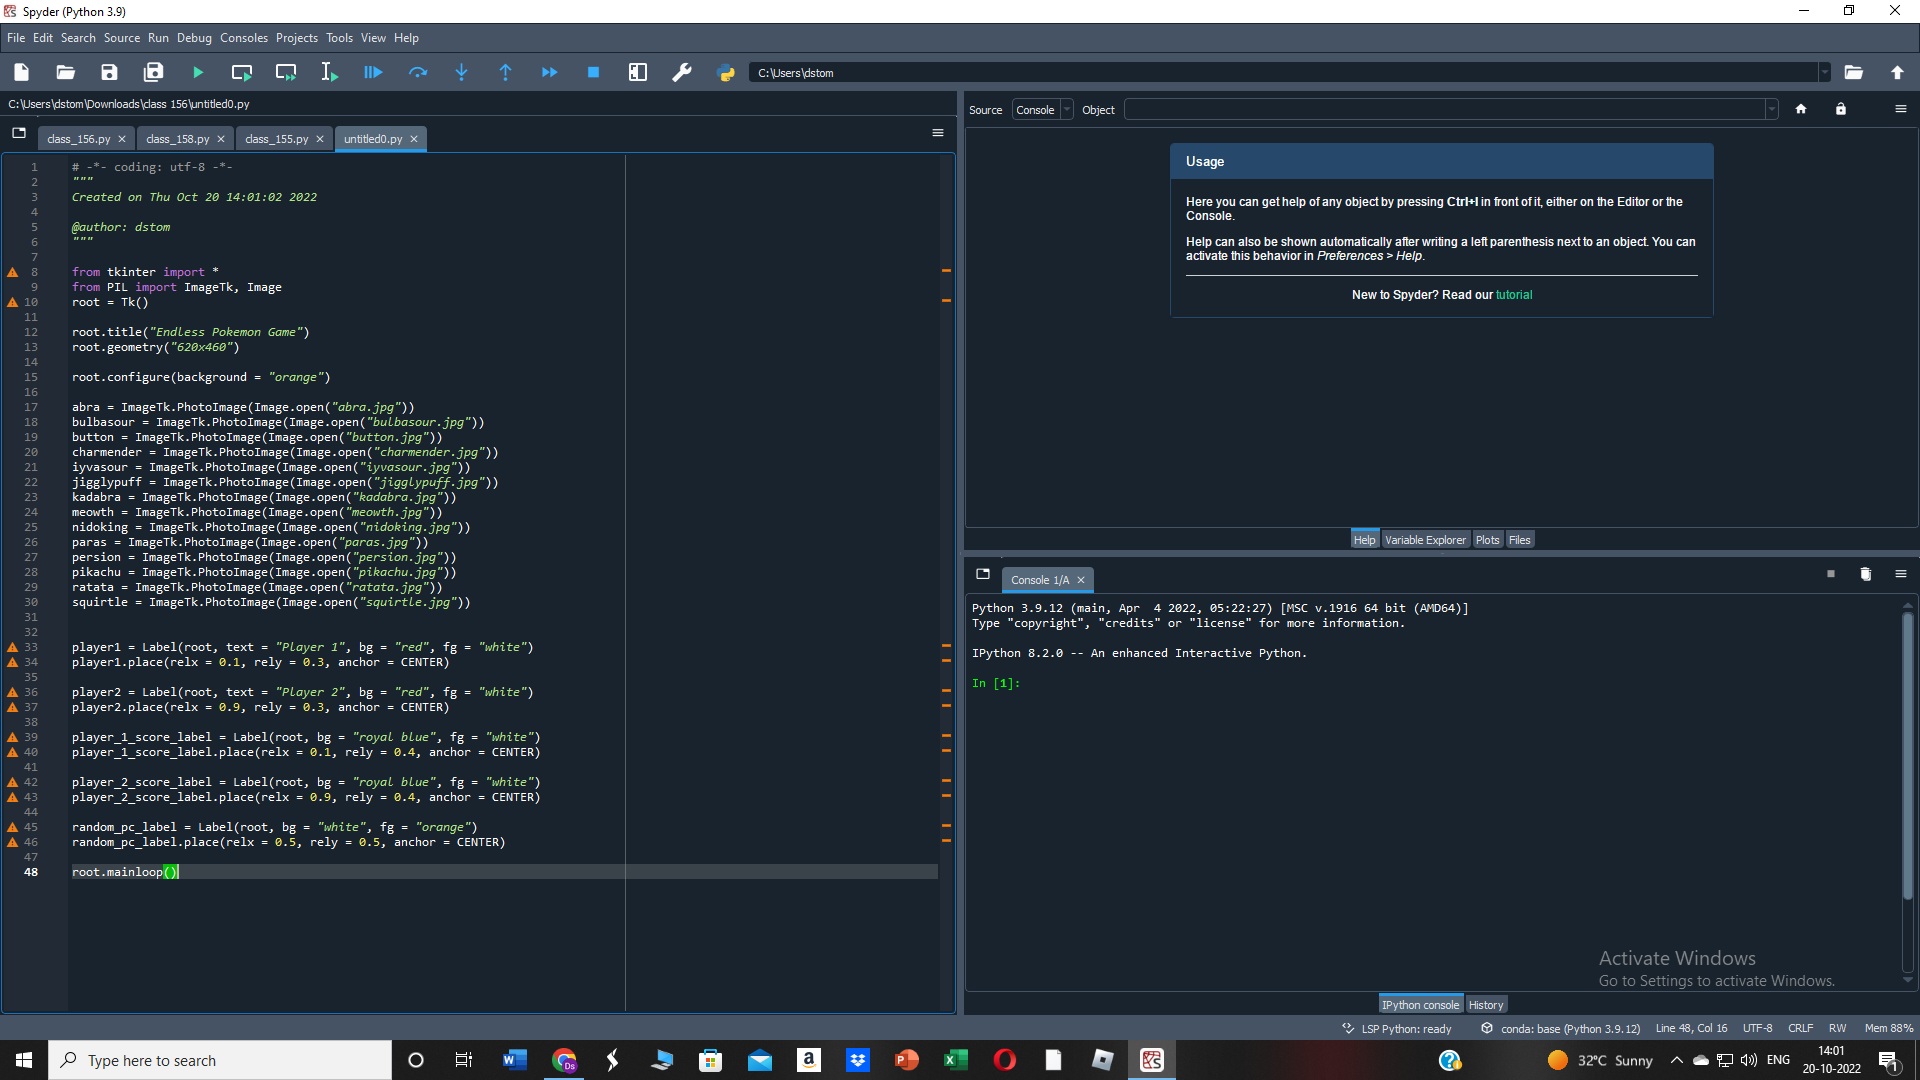 Spyder (Python 3.9)
File Edit Search Source Run Debug Consoles Projects Tools View Help
C:\Users\dstom
C:\Users\dstom\Downloads\class 156\untitled0.py
class_156.py class_158.py class_155.py untitled0.py
1 # -*- coding: utf-8 -*-
2 """
3 Created on Thu Oct 20 14:01:02 2022
4
5 @author: dstom
6 """
7
8 from tkinter import *
9 from PIL import ImageTk, Image
10 root = Tk()
11
12 root.title("Endless Pokemon Game")
13 root.geometry("620x460")
14
15 root.configure(background = "orange")
16
17 abra = ImageTk.PhotoImage(Image.open("abra.jpg"))
18 bulbasour = ImageTk.PhotoImage(Image.open("bulbasour.jpg"))
19 button = ImageTk.PhotoImage(Image.open("button.jpg"))
20 charmender = ImageTk.PhotoImage(Image.open("charmender.jpg"))
21 iyvasour = ImageTk.PhotoImage(Image.open("iyvasour.jpg"))
22 jigglypuff = ImageTk.PhotoImage(Image.open("jigglypuff.jpg"))
23 kadabra = ImageTk.PhotoImage(Image.open("kadabra.jpg"))
24 meowth = ImageTk.PhotoImage(Image.open("meowth.jpg"))
25 nidoking = ImageTk.PhotoImage(Image.open("nidoking.jpg"))
26 paras = ImageTk.PhotoImage(Image.open("paras.jpg"))
27 persion = ImageTk.PhotoImage(Image.open("persion.jpg"))
28 pikachu = ImageTk.PhotoImage(Image.open("pikachu.jpg"))
29 ratata = ImageTk.PhotoImage(Image.open("ratata.jpg"))
30 squirtle = ImageTk.PhotoImage(Image.open("squirtle.jpg"))
31
32
33 player1 = Label(root, text = "Player 1", bg = "red", fg = "white")
34 player1.place(relx = 0.1, rely = 0.3, anchor = CENTER)
35
36 player2 = Label(root, text = "Player 2", bg = "red", fg = "white")
37 player2.place(relx = 0.9, rely = 0.3, anchor = CENTER)
38
39 player_1_score_label = Label(root, bg = "royal blue", fg = "white")
40 player_1_score_label.place(relx = 0.1, rely = 0.4, anchor = CENTER)
41
42 player_2_score_label = Label(root, bg = "royal blue", fg = "white")
43 player_2_score_label.place(relx = 0.9, rely = 0.4, anchor = CENTER)
44
45 random_pc_label = Label(root, bg = "white", fg = "orange")
46 random_pc_label.place(relx = 0.5, rely = 0.5, anchor = CENTER)
47
48 root.mainloop()
Source Console Object
Usage
Here you can get help of any object by pressing Ctrl+I in front of it, either on the Editor or the
Console.
Help can also be shown automatically after writing a left parenthesis next to an object. You can
activate this behavior in Preferences > Help.
New to Spyder? Read our tutorial
Help Variable Explorer Plots Files
Console 1/A
Python 3.9.12 (main, Apr  4 2022, 05:22:27) [MSC v.1916 64 bit (AMD64)]
Type "copyright", "credits" or "license" for more information.
IPython 8.2.0 -- An enhanced Interactive Python.
In [1]:
Activate Windows
Go to Settings to activate Windows.
IPython console History
LSP Python: ready conda: base (Python 3.9.12) Line 48, Col 16 UTF-8 CRLF RW Mem 88%
Type here to search
32°C Sunny
ENG
14:01
20-10-2022
1